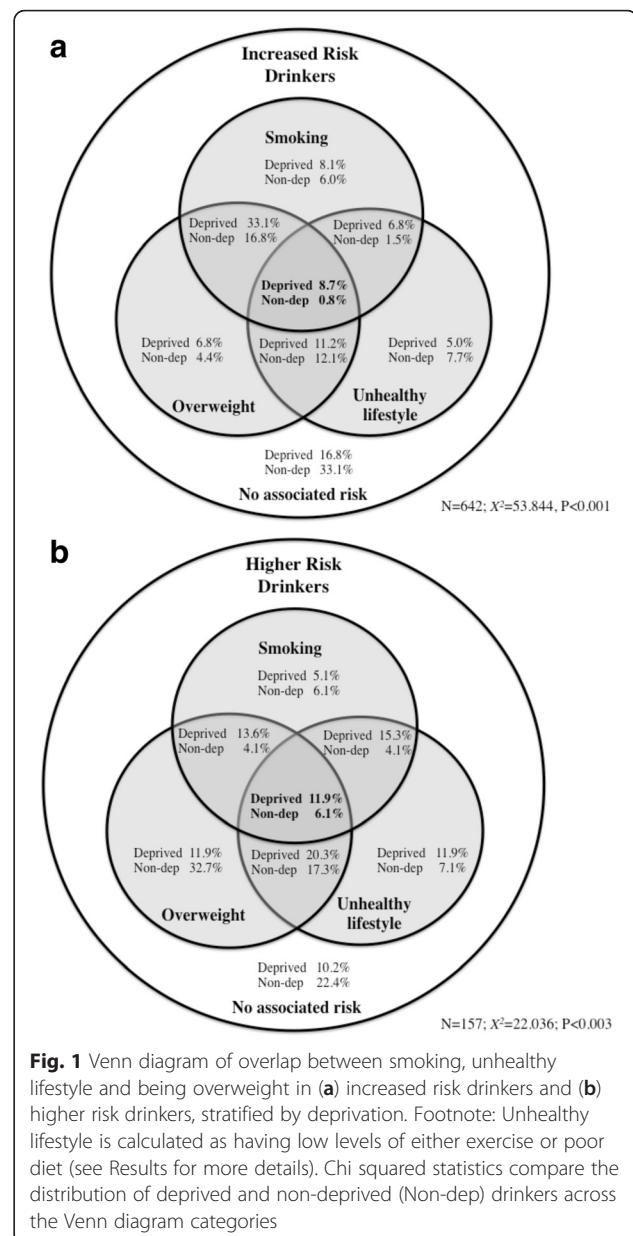 a
Increased Risk
Drinkers
Smoking
Deprived 8.1%
Non-dep 6.0%
Deprived 33.1%
Non-dep 16.8%
Deprived 6.8%
Non-dep 1.5%
Deprived 8.7%
Non-dep 0.8%
Deprived 6.8%
Non-dep 4.4%
Deprived 11.2%
Non-dep 12.1%
Deprived 5.0%
Non-dep 7.7%
Overweight
Unhealthy
lifestyle
Deprived 16.8%
Non-dep 33.1%
No associated risk
N=642; X²=53.844, P<0.001
b
Higher Risk
Drinkers
Smoking
Deprived 5.1%
Non-dep 6.1%
Deprived 13.6%
Non-dep 4.1%
Deprived 15.3%
Non-dep 4.1%
Deprived 11.9%
Non-dep 6.1%
Deprived 11.9%
Non-dep 32.7%
Deprived 20.3%
Non-dep 17.3%
Deprived 11.9%
Non-dep 7.1%
Overweight
Unhealthy
lifestyle
Deprived 10.2%
Non-dep 22.4%
No associated risk
N=157; X²=22.036; P<0.003
Fig. 1 Venn diagram of overlap between smoking, unhealthy
lifestyle and being overweight in (a) increased risk drinkers and (b)
higher risk drinkers, stratified by deprivation. Footnote: Unhealthy
lifestyle is calculated as having low levels of either exercise or poor
diet (see Results for more details). Chi squared statistics compare the
distribution of deprived and non-deprived (Non-dep) drinkers across
the Venn diagram categories